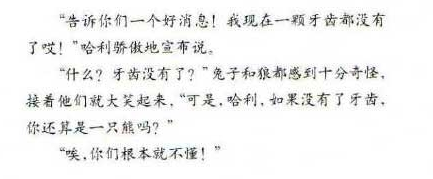 “告诉你们一个好消息！我现在一颗牙齿都没有
了哎！”哈利骄傲地宣布说。
“什么？牙齿没有了？”兔子和狼都感到十分奇怪，
接着他们就大笑起来，“可是，哈利，如果没有了牙齿，
你还算是一只熊吗？”
“唉，你们根本就不懂！”